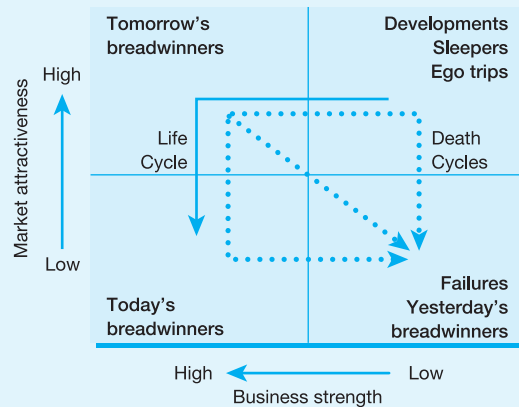 Tomorrow's
breadwinners
Developments
Sleepers
Ego trips
High
Market attractiveness
Low
Life
Cycle
Death
Cycles
Today's
breadwinners
Failures
Yesterday's
breadwinners
High
Low
Business strength